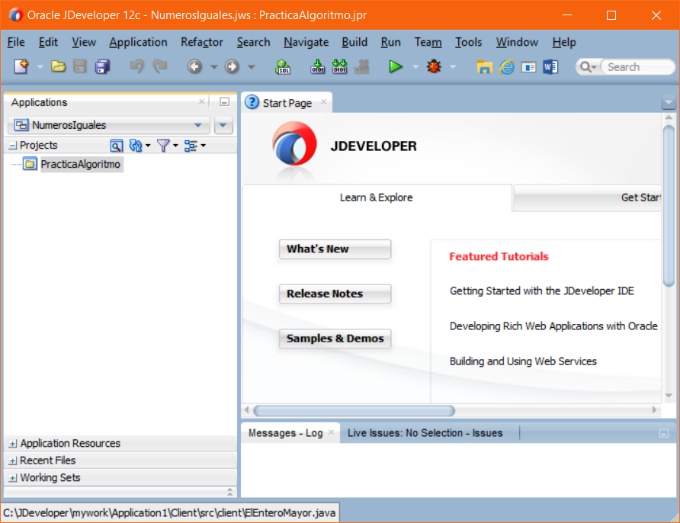 Oracle JDeveloper 12c - NumerosIguales.jws : PracticaAlgoritmo.jpr
File Edit View Application Refactor Search Navigate Build Run Team Tools Window Help
Search
Applications
Start Page
NumerosIguales
Projects
PracticaAlgoritmo
JDEVELOPER
Learn & Explore
Get Star
What's New
Release Notes
Samples & Demos
Featured Tutorials
Getting Started with the JDeveloper IDE
Developing Rich Web Applications with Oracle
Building and Using Web Services
Application Resources
Recent Files
Working Sets
Messages - Log
Live Issues: No Selection - Issues
C:\JDeveloper\mywork\Application1\Client\src\client\ElEnteroMayor.java